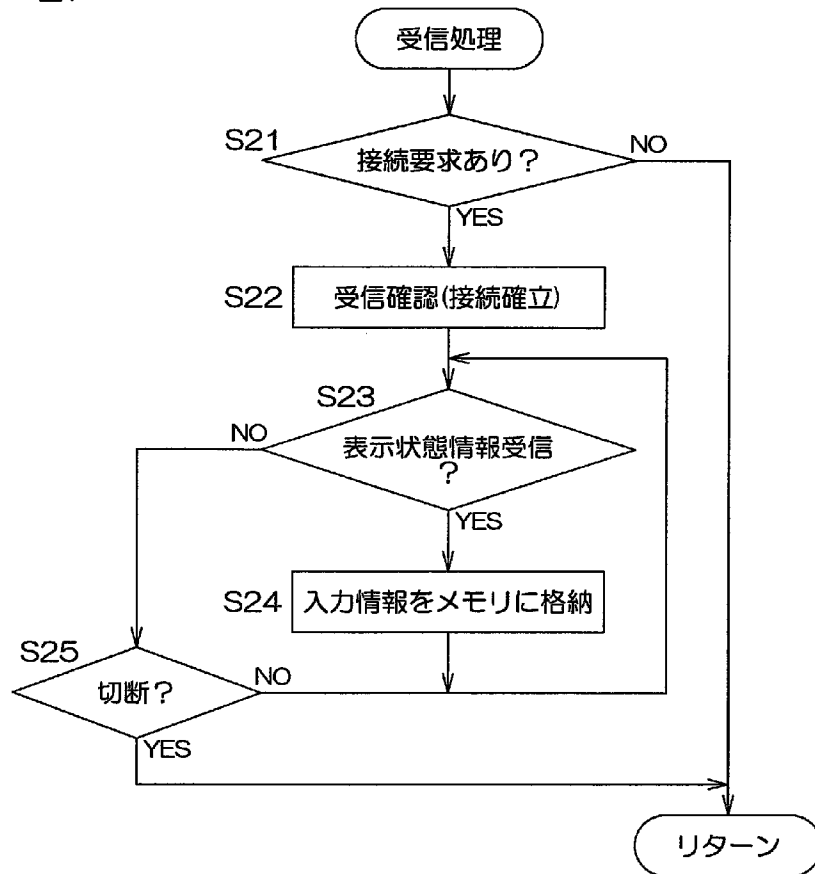 受信処理
S21
接続要求あり？
NO
YES
S22
受信確認(接続確立)
S23
NO
表示状態情報受信
？
YES
S24
入力情報をメモリに格納
S25
切断？
NO
YES
リターン